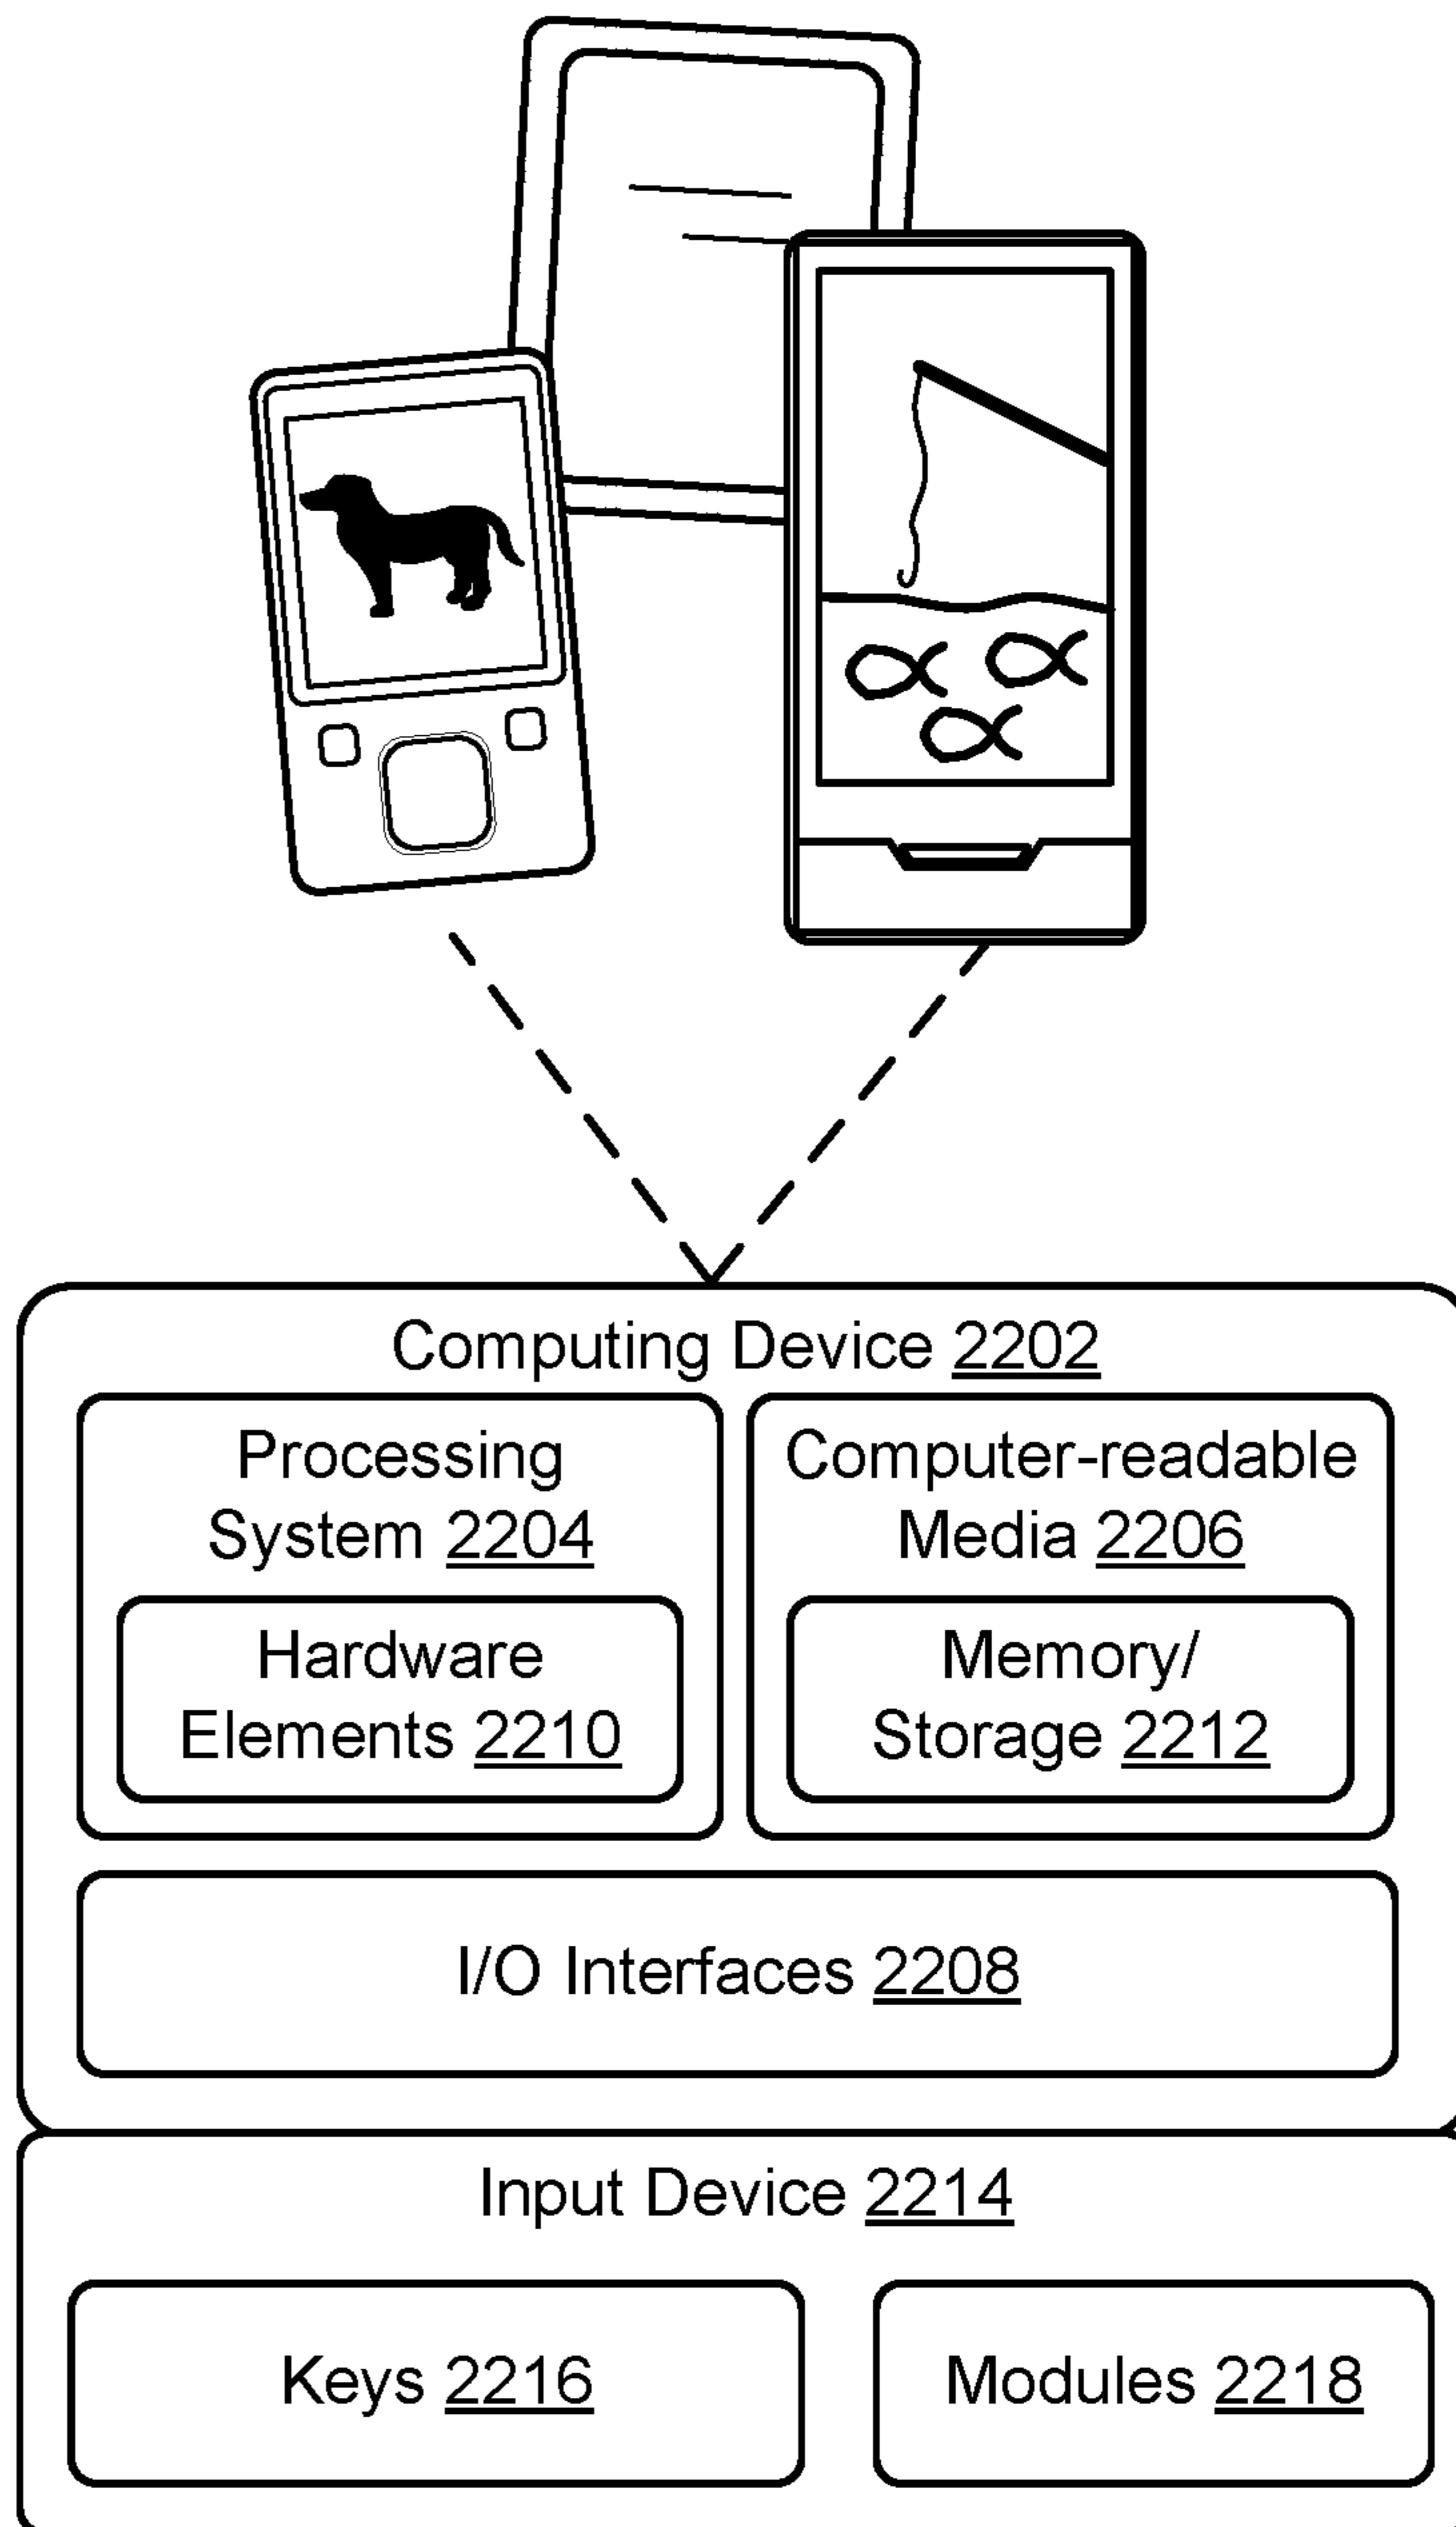 Computing Device 2202
Processing
System 2204
Hardware
Elements 2210
Computer-readable
Media 2206
Memory/
Storage 2212
I/O Interfaces 2208
Input Device 2214
Keys 2216
Modules 2218